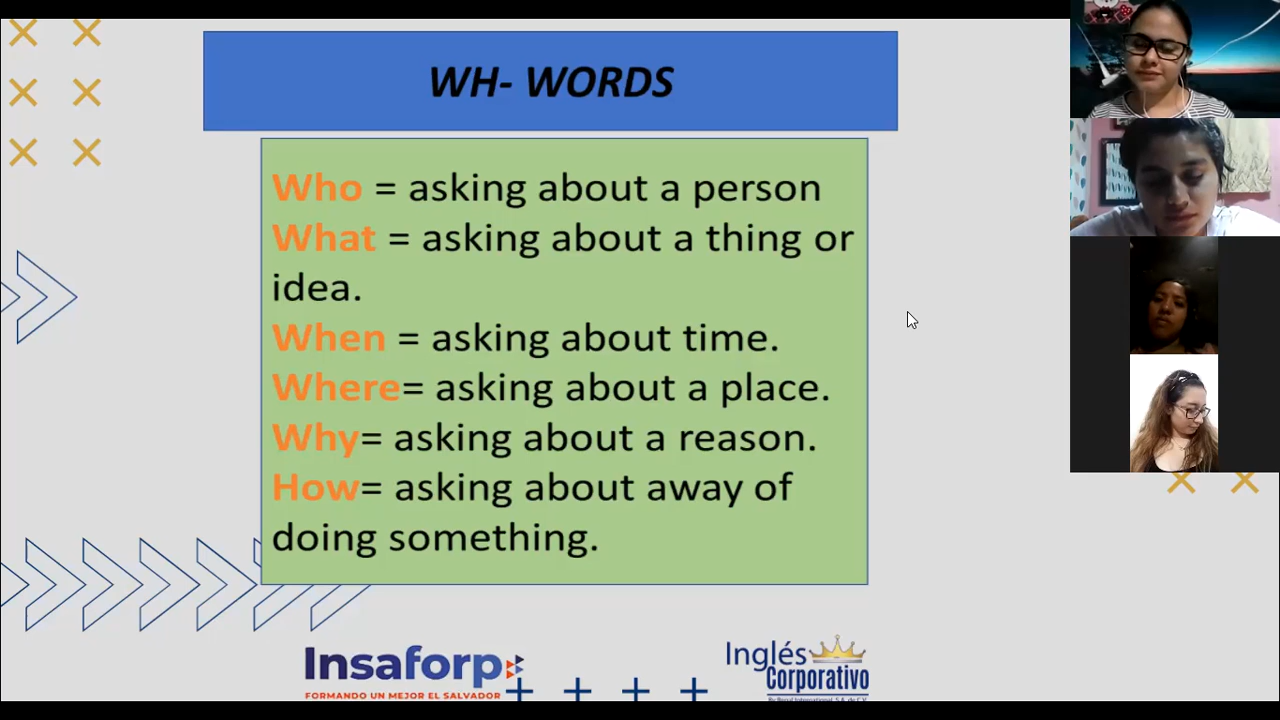 WH- WORDS
Who = asking about a person
What = asking about a thing or
idea.
When = asking about time.
Where= asking about a place.
Why= asking about a reason.
How= asking about away of
doing something.
Insaforp
FORMANDO UN MEJOR EL SALVADOR
Inglés
Corporativo